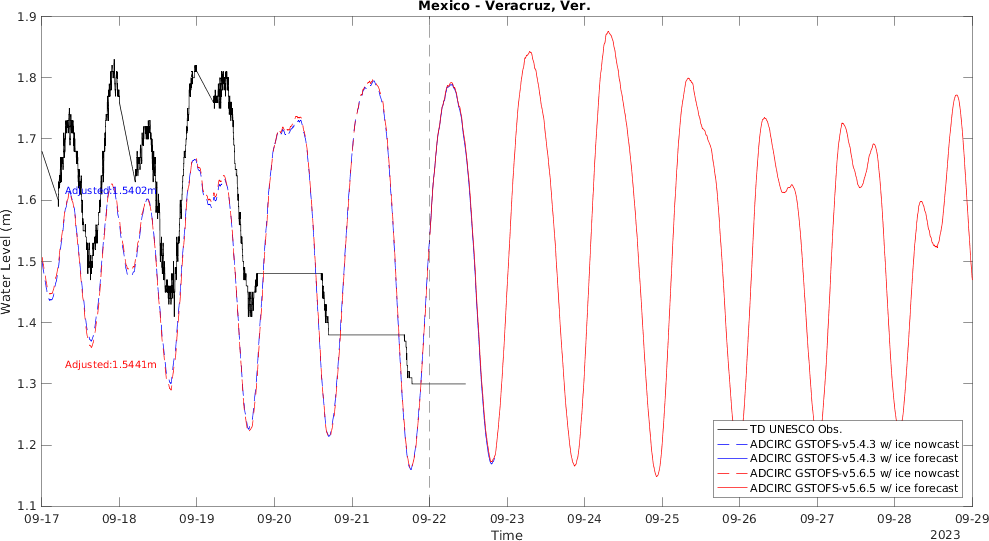 Mexico - Veracruz, Ver.
1.9
1.8
1.7
1.6
1.5
1.4
1.3
1.2
1.1
Water Level (m)
Adjusted:1.5402m
Adjusted:1.5441m
TD UNESCO Obs.
ADCIRC GSTOFS-v5.4.3 w/ ice nowcast
ADCIRC GSTOFS-v5.4.3 w/ ice forecast
ADCIRC GSTOFS-v5.6.5 w/ ice nowcast
ADCIRC GSTOFS-v5.6.5 w/ ice forecast
09-17 09-18 09-19 09-20 09-21 09-22 09-23 09-24 09-25 09-26 09-27 09-28 09-29
Time
2023